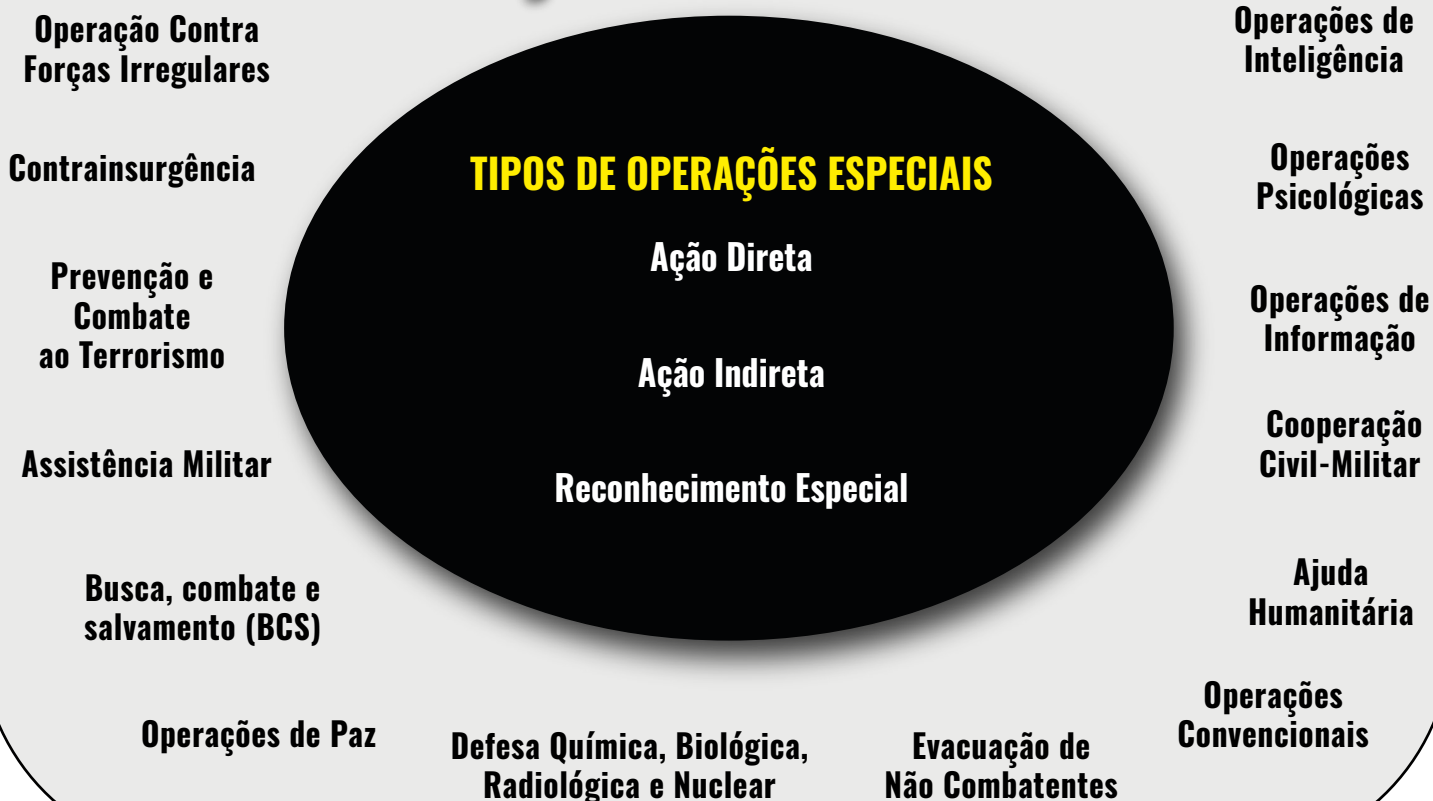 Operação Contra
Forças Irregulares
Contrainsurgência
Prevenção e
Combate
ao Terrorismo
Assistência Militar
Busca, combate e
salvamento (BCS)
Operações de Paz
TIPOS DE OPERAÇÕES ESPECIAIS
Ação Direta
Ação Indireta
Reconhecimento Especial
Defesa Química, Biológica,
Radiológica e Nuclear
Evacuação de
Não Combatentes
Operações de
Inteligência
Operações
Psicológicas
Operações de
Informação
Cooperação
Civil-Militar
Ajuda
Humanitária
Operações
Convencionais